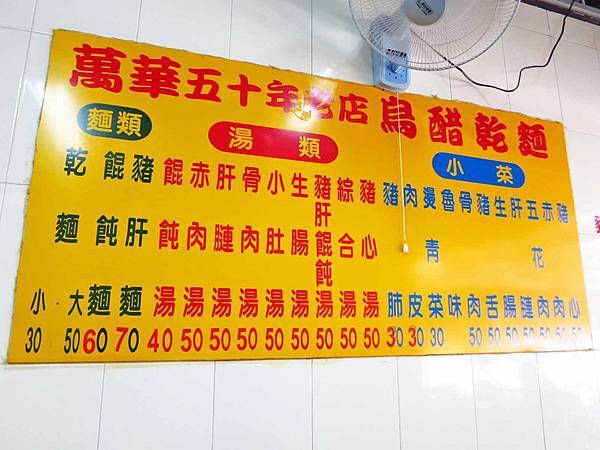 萬華五十年老店 烏醋乾麵
麵類
乾麵 小30 大50
餛飩麵 60
豬肝麵 70
湯類
餛飩湯 40
赤肉湯 50
肝膁湯 50
骨肉湯 50
小肚湯 50
生腸湯 50
豬肝餛飩湯 50
綜合湯 50
豬心湯 50
小菜
豬肺 30
肉皮 30
燙青菜 30
魯味
骨肉 50
豬舌 50
生腸 50
肝膁 50
五花肉 50
赤肉 50
豬心 50